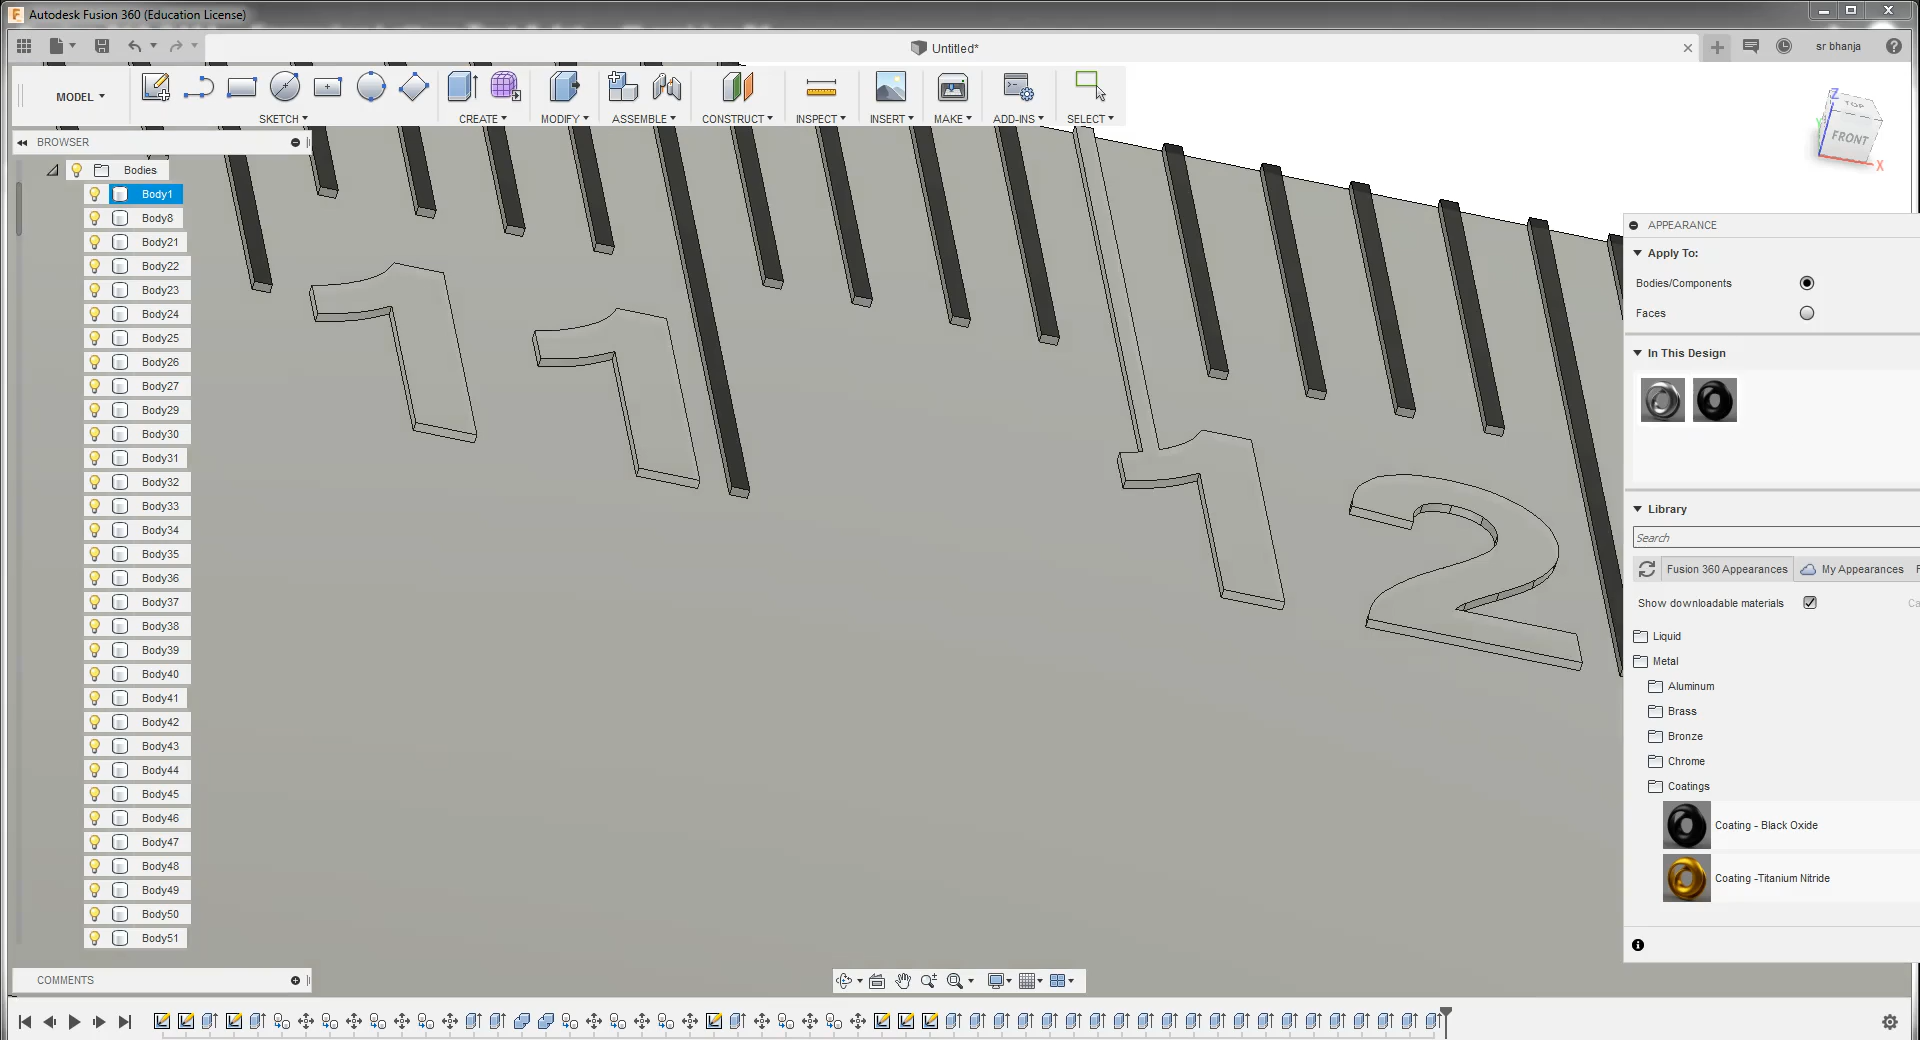 Autodesk Fusion 360 (Education License)
Untitled*
sr bhanja
MODEL
SKETCH
CREATE
MODIFY
ASSEMBLE
CONSTRUCT
INSPECT
INSERT
MAKE
ADD-INS
SELECT
TOP
FRONT
Z
Y
X
BROWSER
Bodies
Body1
Body8
Body21
Body22
Body23
Body24
Body25
Body26
Body27
Body29
Body30
Body31
Body32
Body33
Body34
Body35
Body36
Body37
Body38
Body39
Body40
Body41
Body42
Body43
Body44
Body45
Body46
Body47
Body48
Body49
Body50
Body51
11
12
APPEARANCE
Apply To:
Bodies/Components
Faces
In This Design
Library
Search
Fusion 360 Appearances My Appearances F
Show downloadable materials Ca
Liquid
Metal
Aluminum
Brass
Bronze
Chrome
Coatings
Coating - Black Oxide
Coating -Titanium Nitride
COMMENTS